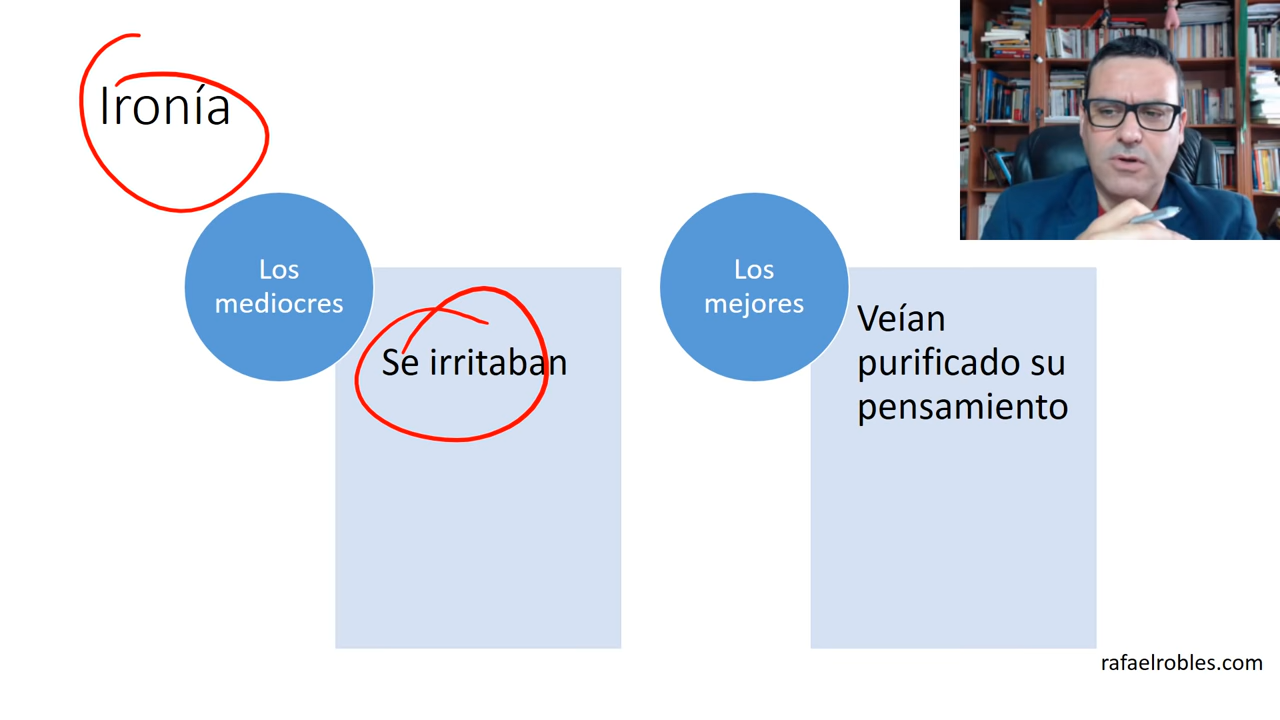 Ironía
Los
mediocres
Se irritaban
Los
mejores
Veían
purificado su
pensamiento
rafaelrobles.com